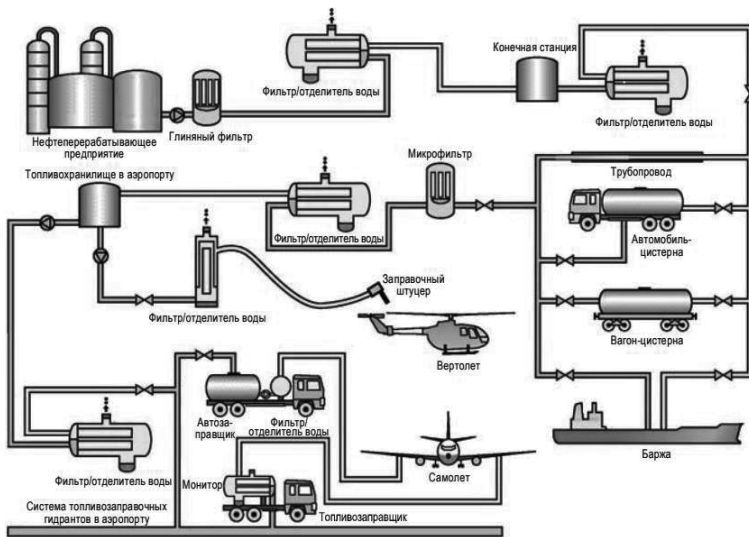 Конечная станция
Фильтр/отделитель воды
Глиняный фильтр
Фильтр/отделитель воды
Нефтеперерабатывающее
предприятие
Микрофильтр
Топливохранилище в аэропорту
Трубопровод
Фильтр/отделитель воды
Автомобиль-
цистерна
Заправочный
штуцер
Фильтр/отделитель воды
Вагон-цистерна
Вертолет
Автоза-
правщик
Фильтр/
отделитель воды
Баржа
Фильтр/отделитель воды
Монитор
Самолет
Система топливозаправочных
гидрантов в аэропорту
Топливозаправщик